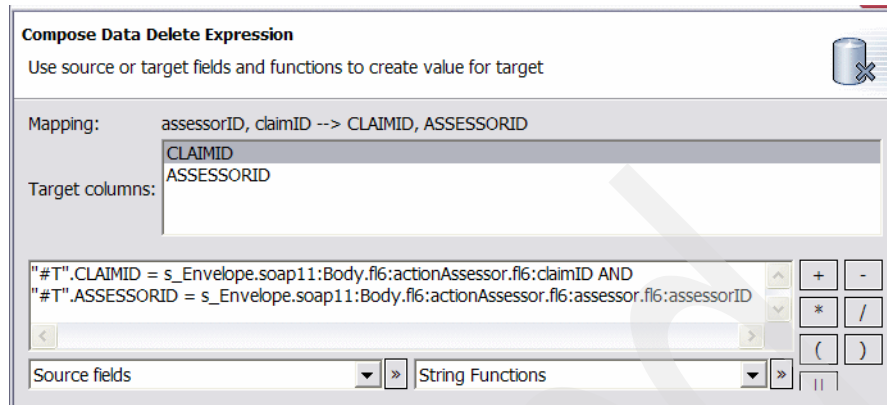 Compose Data Delete Expression
Use source or target fields and functions to create value for target
Mapping: assessorID, claimID --> CLAIMID, ASSESSORID
CLAIMID
Target columns: ASSESSORID
"#T".CLAIMID = s_Envelope.soap11:Body.fl6:actionAssessor.fl6:claimID AND
"#T".ASSESSORID = s_Envelope.soap11:Body.fl6:actionAssessor.fl6:assessor.fl6:assessorID
+ -
* /
( )
||
Source fields » String Functions »